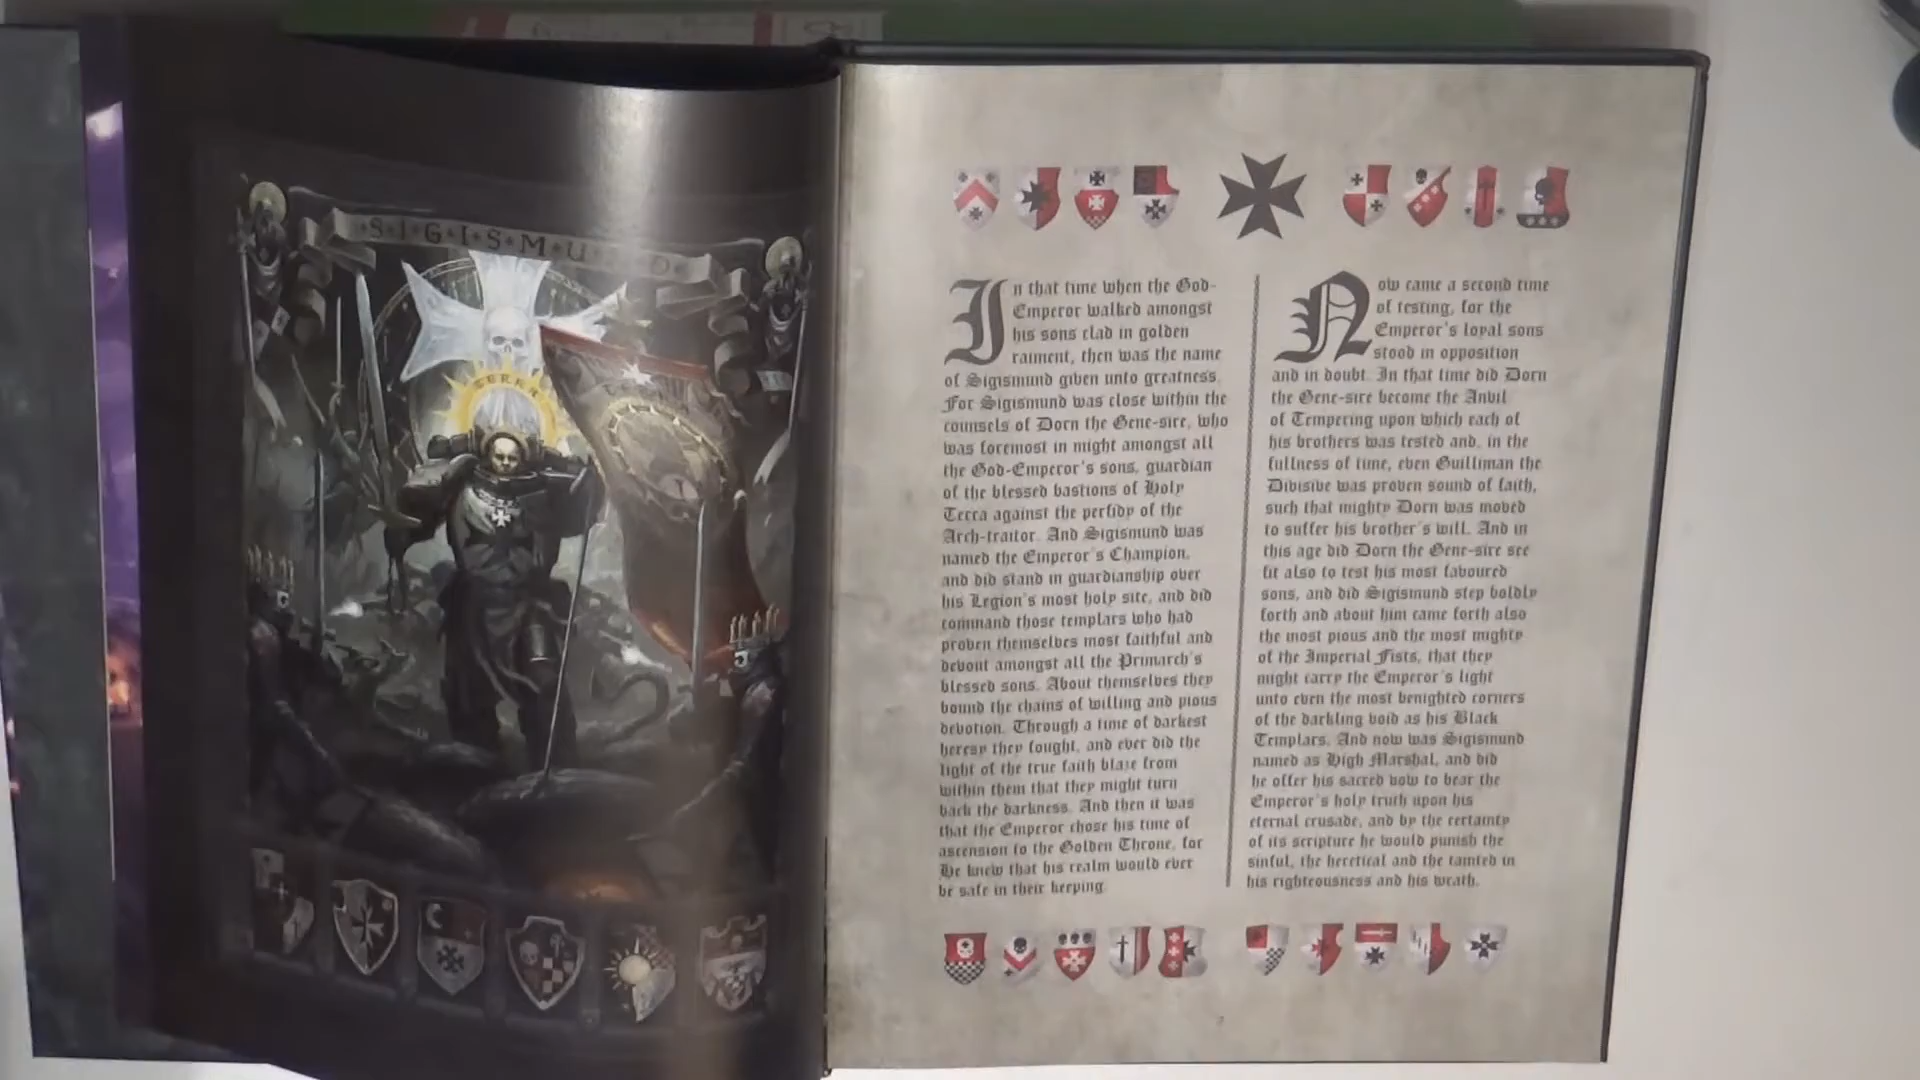 S·I·G·I·S·M·U
TERRA
In that time when the God-
Emperor walked amongst
his sons clad in golden
raiment, then was the name
of Sigismund given unto greatness.
For Sigismund was close within the
counsels of Dorn the Gene-sire, who
was foremost in might amongst all
the God-Emperor's sons, guardian
of the blessed bastions of Holy
Terra against the perfidy of the
Arch-traitor. And Sigismund was
named the Emperor's Champion,
and did stand in guardianship over
his Legion's most holy site, and did
command those templars who had
proven themselves most faithful and
devout amongst all the Primarch's
blessed sons. About themselves they
bound the chains of willing and pious
devotion. Through a time of darkest
heresy they fought, and ever did the
light of the true faith blaze from
within them that they might turn
back the darkness. And then it was
that the Emperor chose his time of
ascension to the Golden Throne, for
He knew that his realm would ever
be safe in their keeping.
Now came a second time
of testing, for the
Emperor's loyal sons
stood in opposition
and in doubt. In that time did Dorn
the Gene-sire become the Anvil
of Tempering upon which each of
his brothers was tested and, in the
fullness of time, even Guilliman the
Divisive was proven sound of faith,
such that mighty Dorn was moved
to suffer his brother's will. And in
this age did Dorn the Gene-sire see
fit also to test his most favoured
sons, and did Sigismund step boldly
forth and about him came forth also
the most pious and the most mighty
of the Imperial Fists, that they
might carry the Emperor's light
unto even the most benighted corners
of the darkling void as his Black
Templars. And now was Sigismund
named as High Marshal, and did
he offer his sacred vow to bear the
Emperor's holy truth upon his
eternal crusade, and by the certainty
of its scripture he would punish the
sinful, the heretical and the tainted in
his righteousness and his wrath.
7